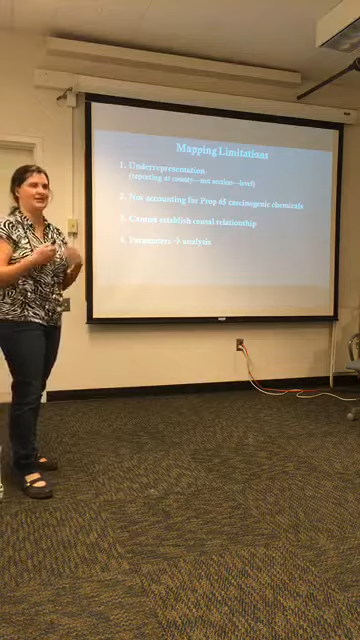 Mapping Limitations
1. Underrepresentation
(reporting at county—not section—level)
2. Not accounting for Prop 65 carcinogenic chemicals
3. Cannot establish causal relationship
4. Parameters → analysis